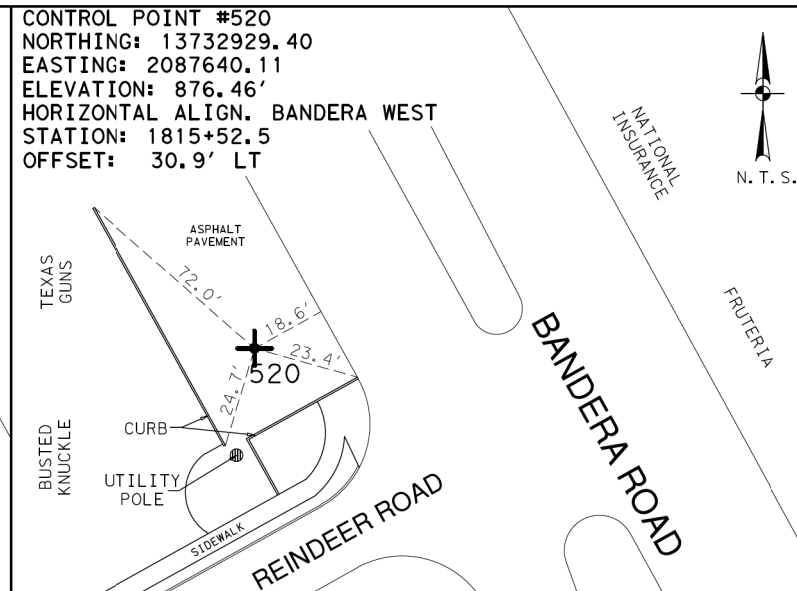 CONTROL POINT #520
NORTHING: 13732929.40
EASTING: 2087640.11
ELEVATION: 876.46'
HORIZONTAL ALIGN. BANDERA WEST
STATION: 1815+52.5
OFFSET: 30.9' LT
N.T.S.
NATIONAL
INSURANCE
ASPHALT
PAVEMENT
TEXAS
GUNS
72.0'
18.6'
23.4'
24.7'
520
FRUTERIA
BANDERA ROAD
CURB
BUSTED
KNUCKLE
UTILITY
POLE
SIDEWALK
REINDEER ROAD